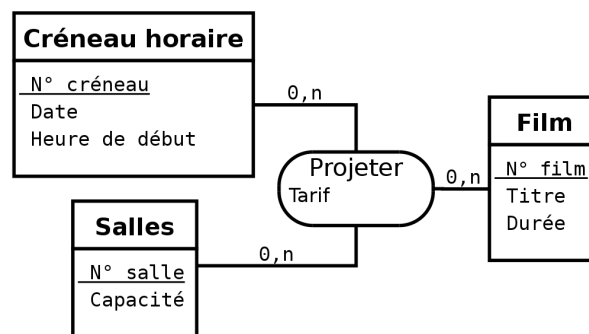 Créneau horaire
N° créneau
Date
Heure de début
0,n
Projeter
Tarif
0,n
Film
N° film
Titre
Durée
Salles
N° salle
Capacité
0,n